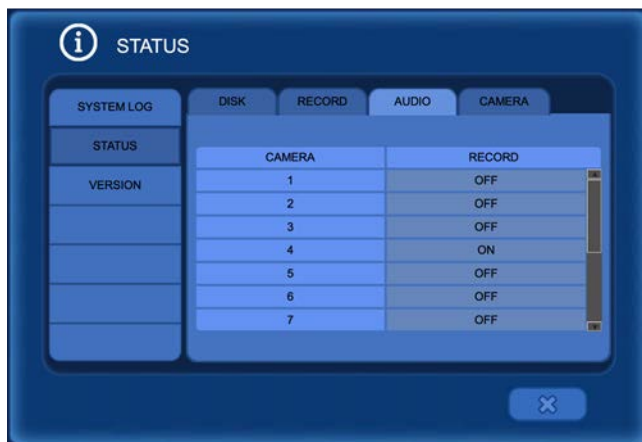 STATUS
SYSTEM LOG
STATUS
VERSION
DISK RECORD AUDIO CAMERA
CAMERA RECORD
1 OFF
2 OFF
3 OFF
4 ON
5 OFF
6 OFF
7 OFF